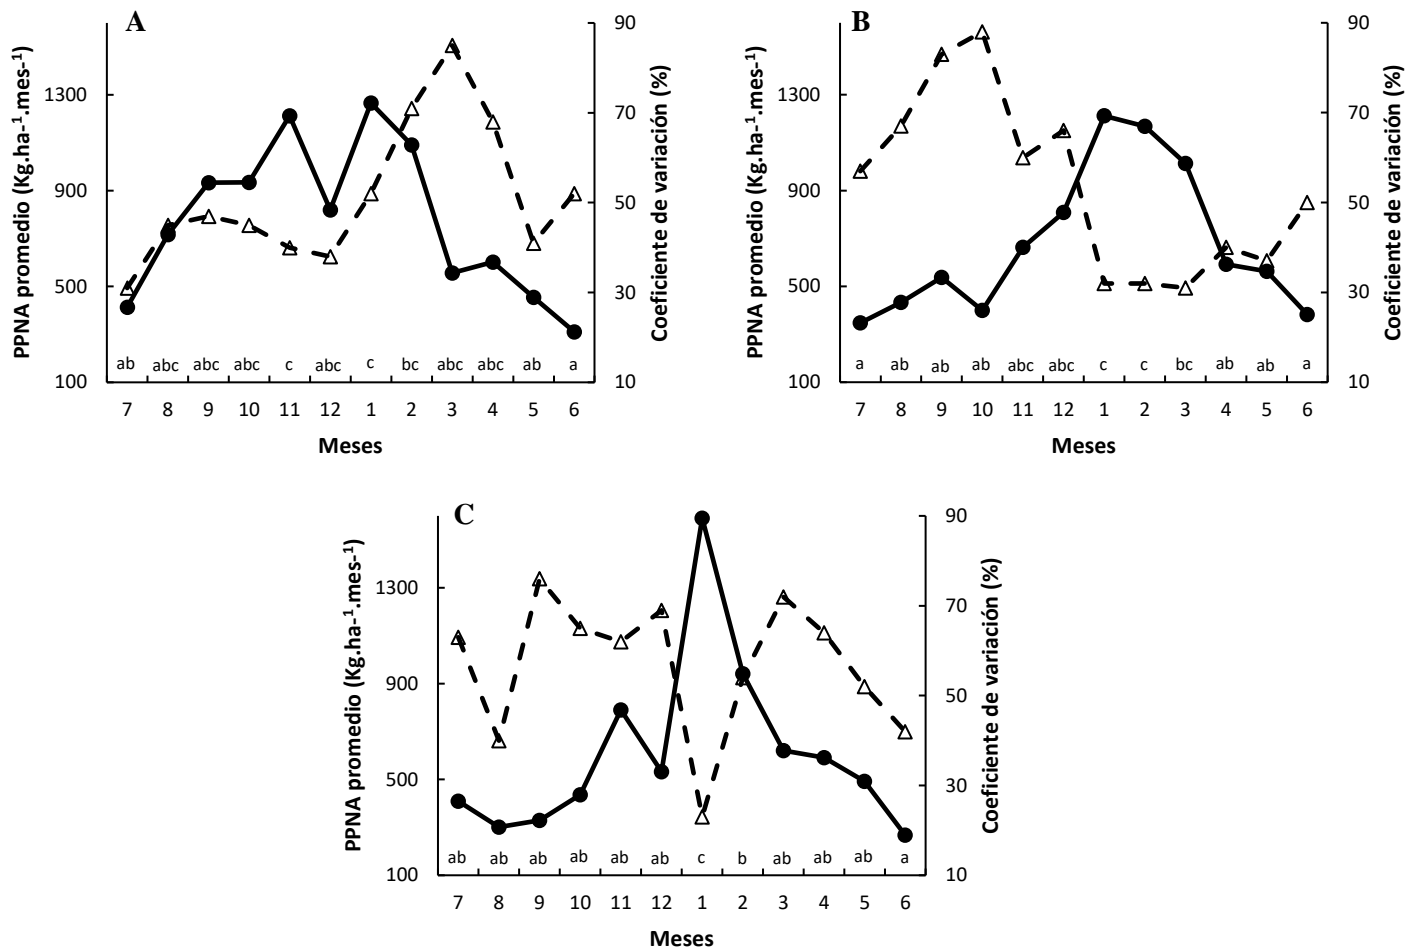 A
PPNA promedio (Kg.ha-¹.mes-¹)
1300
900
500
100
90
70
50
30
10
Coeficiente de variación (%)
ab abc abc abc c abc c bc abc abc ab a
7 8 9 10 11 12 1 2 3 4 5 6
Meses
B
PPNA promedio (Kg.ha-¹.mes-¹)
1300
900
500
100
90
70
50
30
10
Coeficiente de variación (%)
a ab ab ab abc abc c c bc ab ab a
7 8 9 10 11 12 1 2 3 4 5 6
Meses
C
PPNA promedio (Kg.ha-¹.mes-¹)
1300
900
500
100
90
70
50
30
10
Coeficiente de variación (%)
ab ab ab ab ab ab c b ab ab ab a
7 8 9 10 11 12 1 2 3 4 5 6
Meses